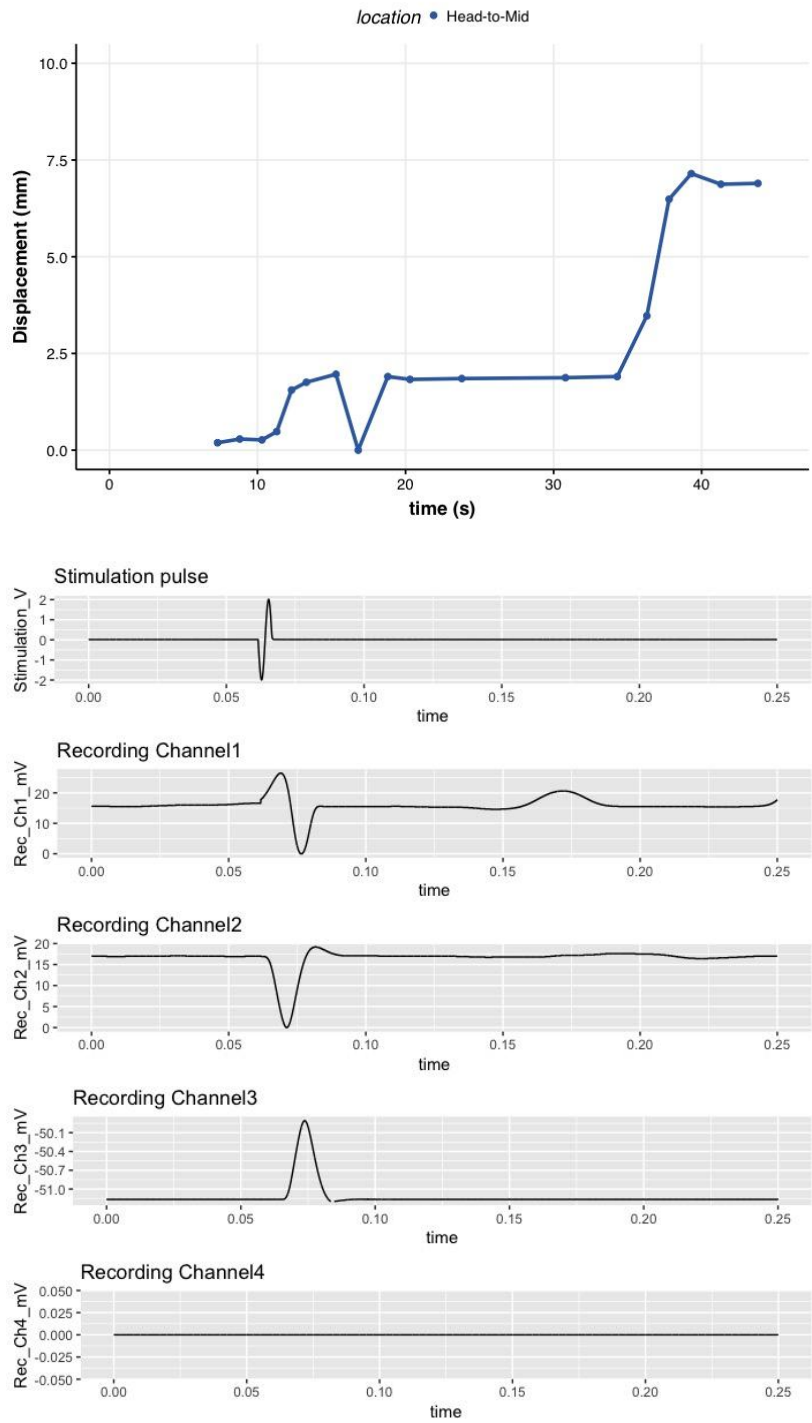 location Head-to-Mid
10.0
7.5
5.0
2.5
0.0
Displacement (mm)
0 10 20 30 40
time (s)
Stimulation pulse
Stimulation_V
2
1
0
-1
-2
0.00 0.05 0.10 0.15 0.20 0.25
time
Recording Channel1
Rec_Ch1_mV
20
10
0
0.00 0.05 0.10 0.15 0.20 0.25
time
Recording Channel2
Rec_Ch2_mV
20
15
10
5
0
0.00 0.05 0.10 0.15 0.20 0.25
time
Recording Channel3
Rec_Ch3_mV
-50.1
-50.4
-50.7
-51.0
0.00 0.05 0.10 0.15 0.20 0.25
time
Recording Channel4
Rec_Ch4_mV
0.050
0.025
0.000
-0.025
-0.050
0.00 0.05 0.10 0.15 0.20 0.25
time